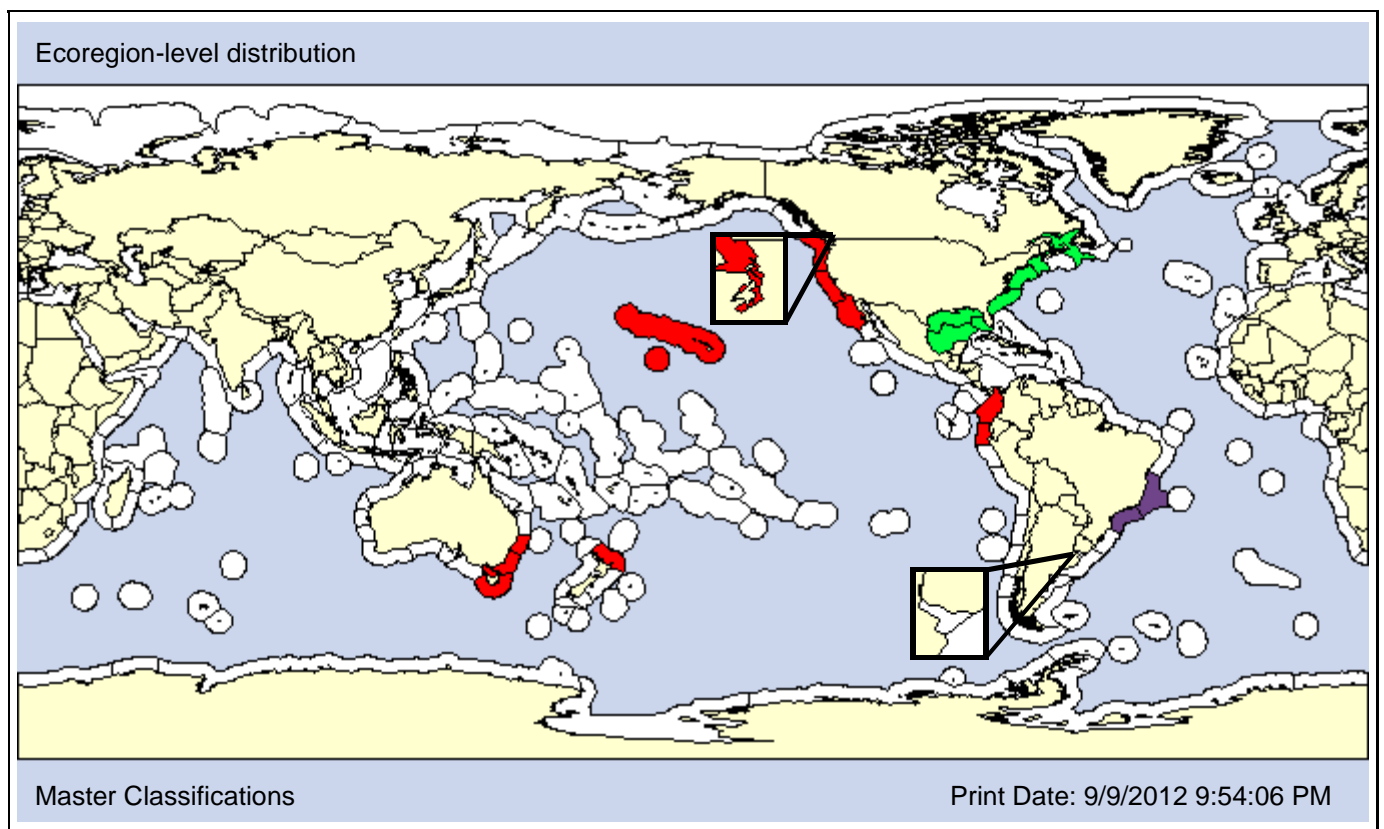 Ecoregion-level distribution
Master Classifications
Print Date: 9/9/2012 9:54:06 PM